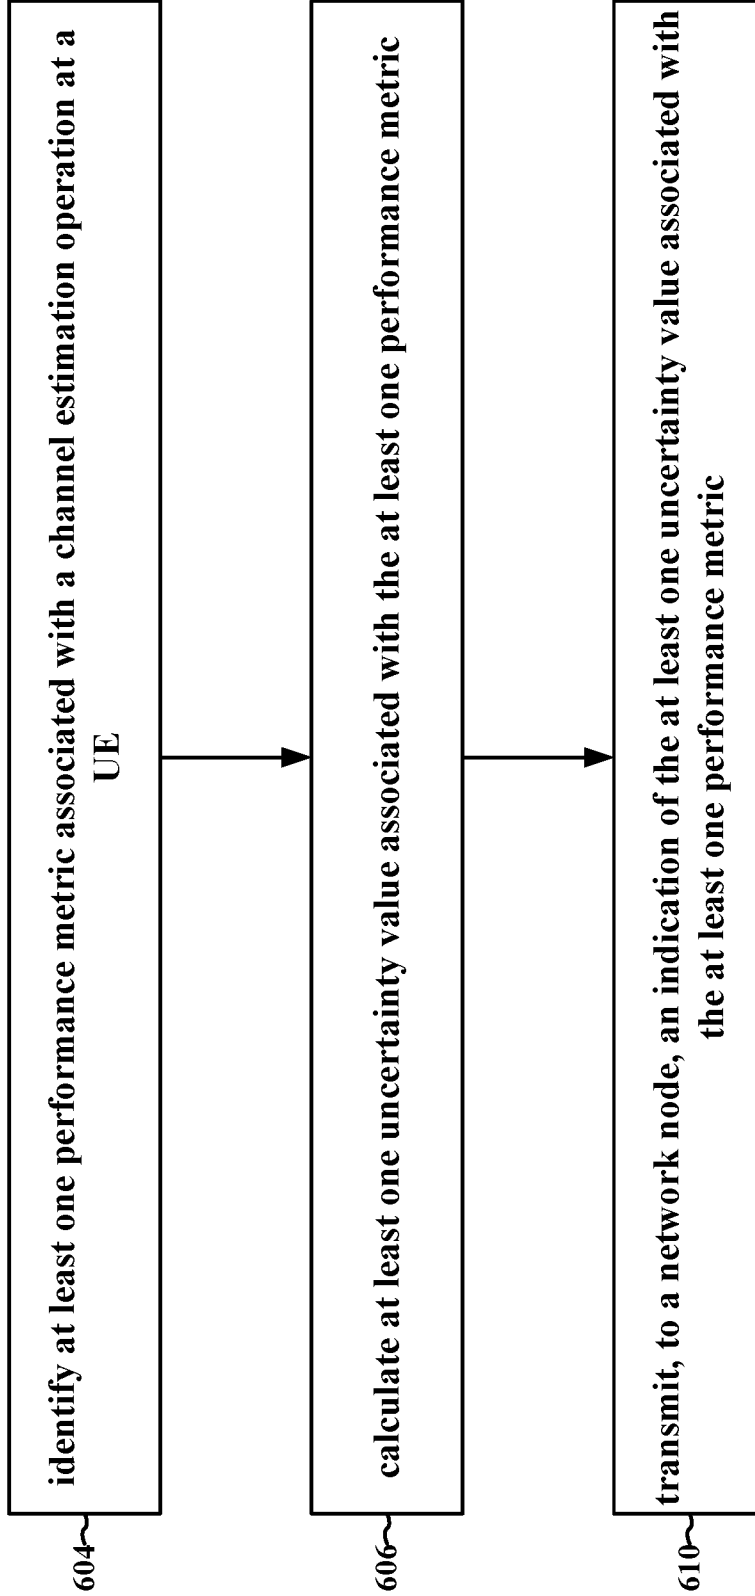 identify at least one performance metric associated with a channel estimation operation at a
UE
604
calculate at least one uncertainty value associated with the at least one performance metric
606
transmit, to a network node, an indication of the at least one uncertainty value associated with
the at least one performance metric
610